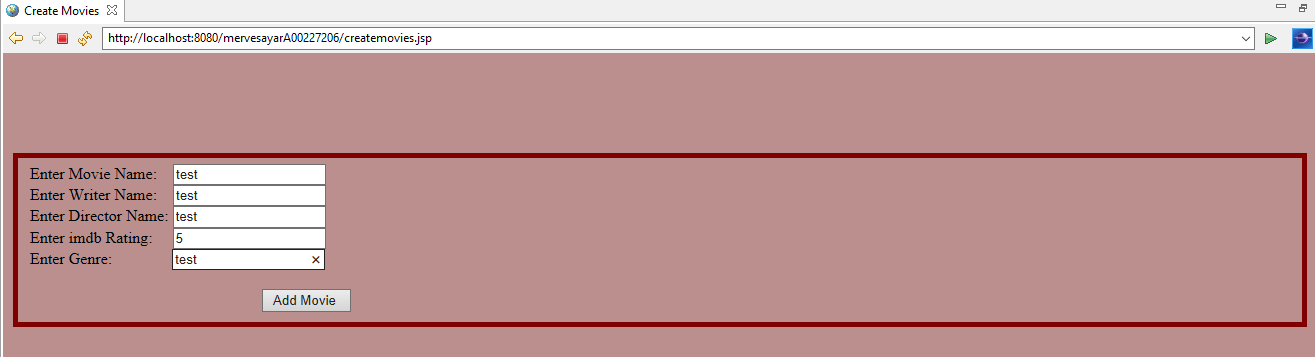 Create Movies
http://localhost:8080/mervesayarA00227206/createmovies.jsp
Enter Movie Name: test
Enter Writer Name: test
Enter Director Name: test
Enter imdb Rating: 5
Enter Genre: test
Add Movie